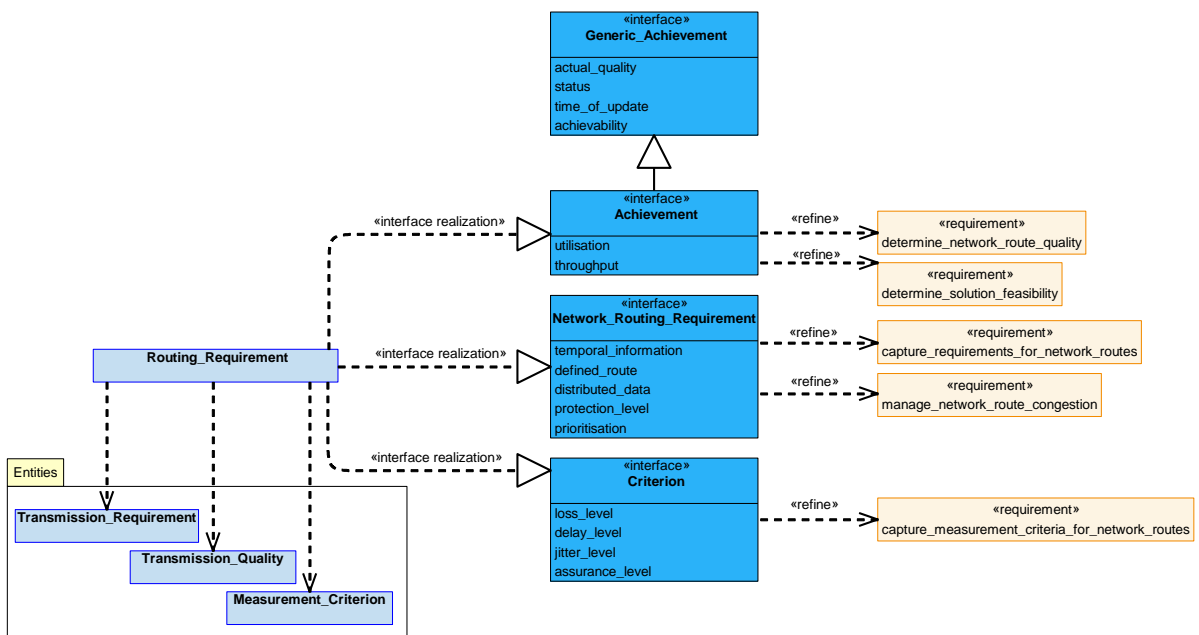 «interface»
Generic_Achievement
actual_quality
status
time_of_update
achievability
«interface»
Achievement
utilisation
throughput
«interface realization»
«refine»
«requirement»
determine_network_route_quality
«refine»
«requirement»
determine_solution_feasibility
«interface»
Network_Routing_Requirement
temporal_information
defined_route
distributed_data
protection_level
prioritisation
«refine»
«requirement»
capture_requirements_for_network_routes
«refine»
«requirement»
manage_network_route_congestion
Routing_Requirement
«interface realization»
«interface realization»
«interface»
Criterion
loss_level
delay_level
jitter_level
assurance_level
«refine»
«requirement»
capture_measurement_criteria_for_network_routes
Entities
Transmission_Requirement
Transmission_Quality
Measurement_Criterion